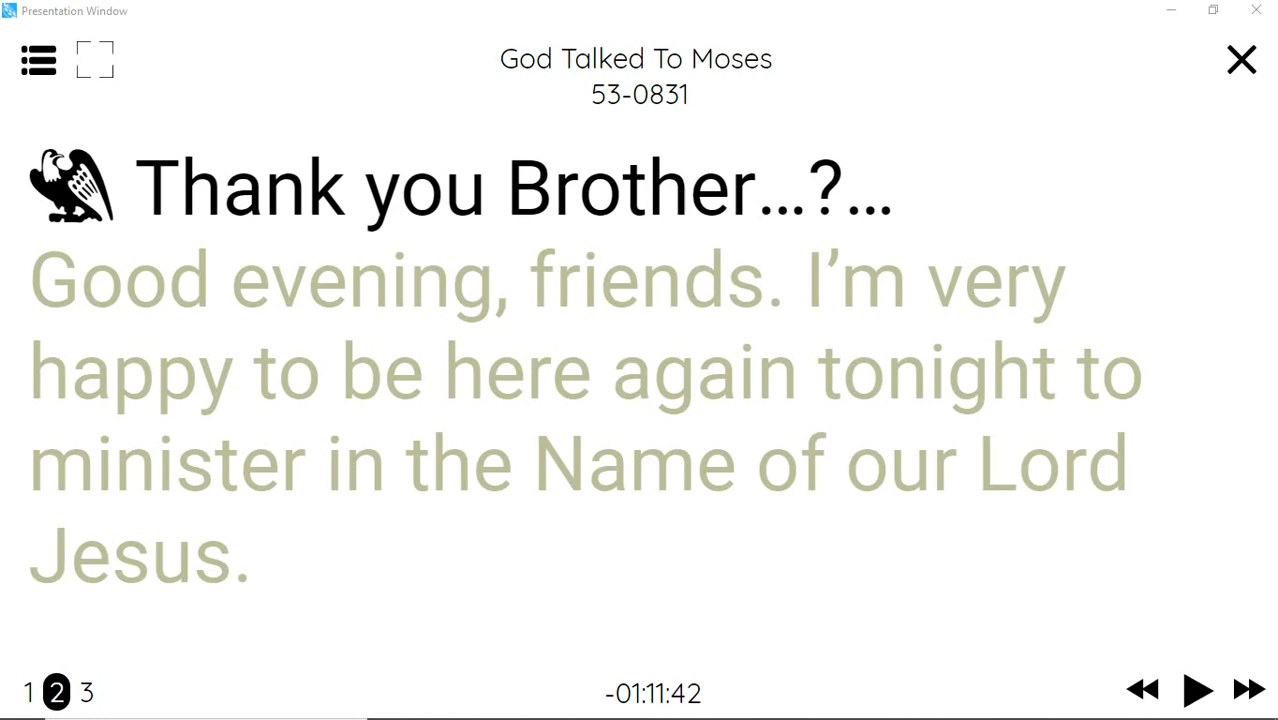 Presentation Window
God Talked To Moses
53-0831
Thank you Brother...?...
Good evening, friends. I’m very
happy to be here again tonight to
minister in the Name of our Lord
Jesus.
1 2 3
-01:11:42